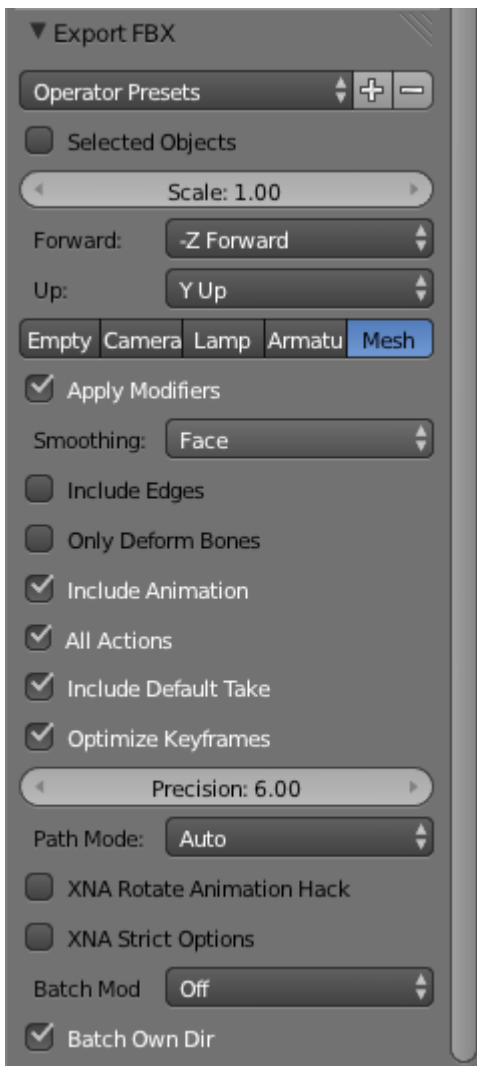 Export FBX
Operator Presets
Selected Objects
Scale: 1.00
Forward: -Z Forward
Up: Y Up
Empty Camera Lamp Armatu Mesh
Apply Modifiers
Smoothing: Face
Include Edges
Only Deform Bones
Include Animation
All Actions
Include Default Take
Optimize Keyframes
Precision: 6.00
Path Mode: Auto
XNA Rotate Animation Hack
XNA Strict Options
Batch Mod Off
Batch Own Dir